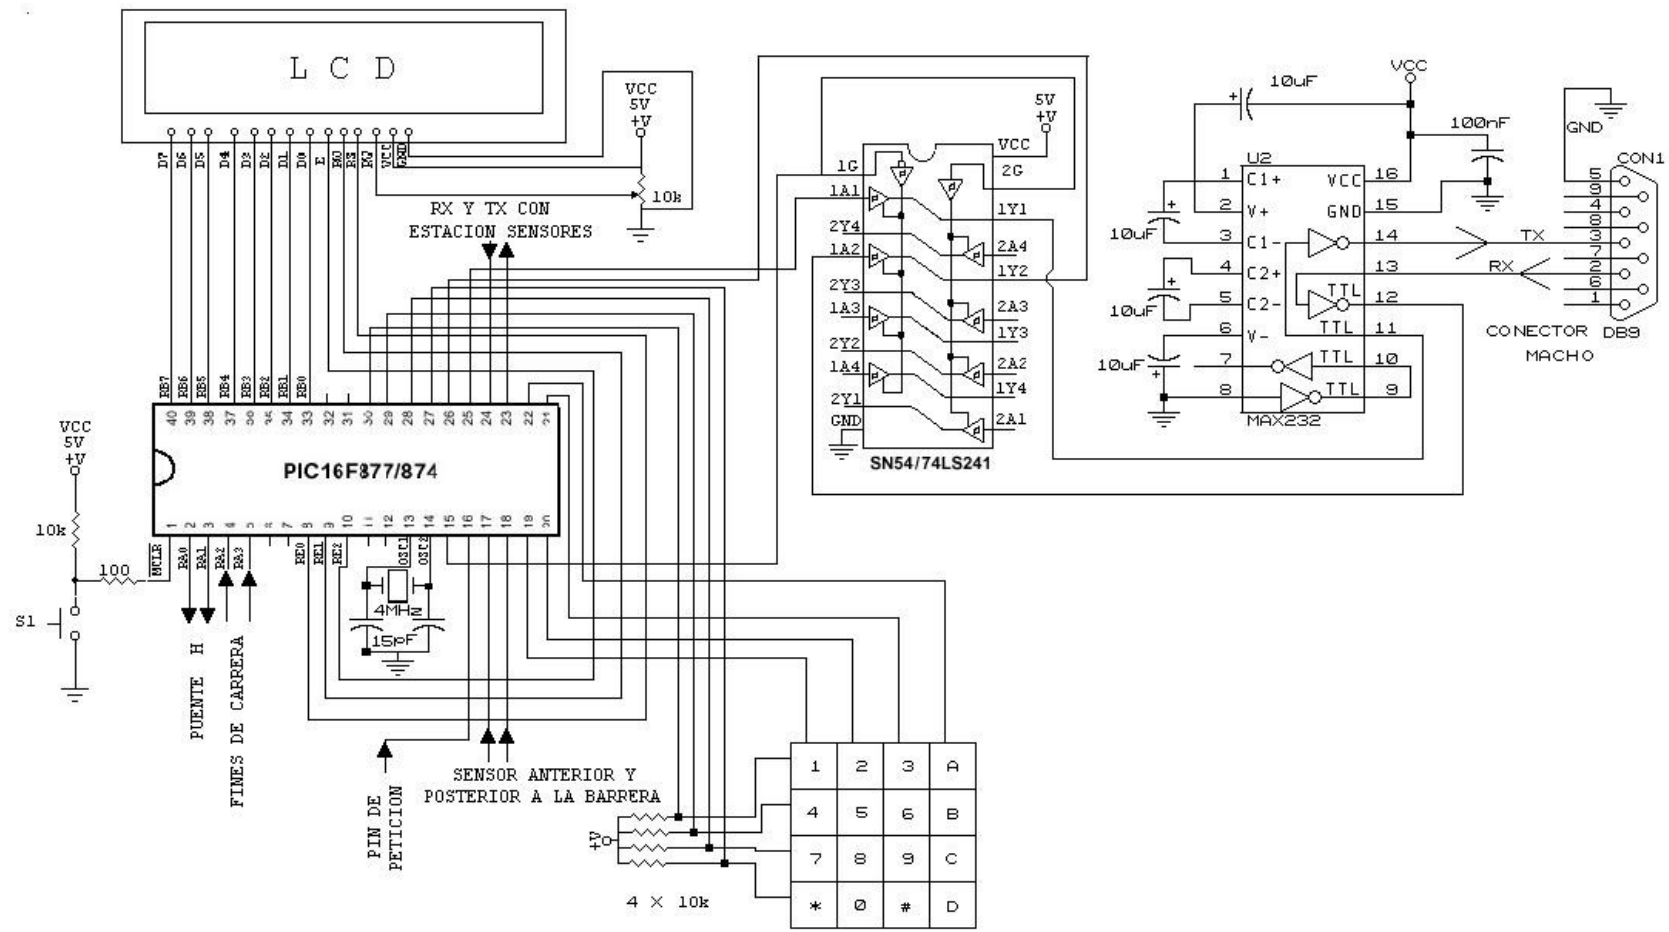 L C D
D7 D6 D5 D4 D3 D2 D1 D0 E RS VCC GND
VCC
5V
+V
10k
RX Y TX CON
ESTACION SENSORES
RB7 RB6 RB5 RB4 RB3 RB2 RB1 RB0
40 39 38 37 36 35 34 33 32 31 30 29 28 27 26 25 24 23 22 21
PIC16F877/874
1 2 3 4 5 6 7 8 9 10 11 12 13 14 15 16 17 18 19 20
MCLR RA0 RA1 RA2 RA3 RE0 RE1 RE2 OSC1 OSC2
VCC
5V
+V
10k
100
S1
PUENTE H
FINES DE CARRERA
4MHz
15pF
PIN DE
PETICION
SENSOR ANTERIOR Y
POSTERIOR A LA BARRERA
+V
4 X 10k
1 2 3 A
4 5 6 B
7 8 9 C
* 0 # D
5V
+V
VCC
1G 2G
1A1 1Y1
2Y4 2A4
1A2 1Y2
2Y3 2A3
1A3 1Y3
2Y2 2A2
1A4 1Y4
2Y1 2A1
GND
SN54/74LS241
VCC
10uF
100nF
U2
1 C1+ VCC 16
2 V+ GND 15
3 C1- 14
4 C2+ 13
5 C2- TTL 12
6 V- TTL 11
7 TTL 10
8 TTL 9
MAX232
10uF
10uF
10uF
TX
RX
GND
CON1
5
9
4
8
3
7
2
6
1
CONECTOR DB9
MACHO